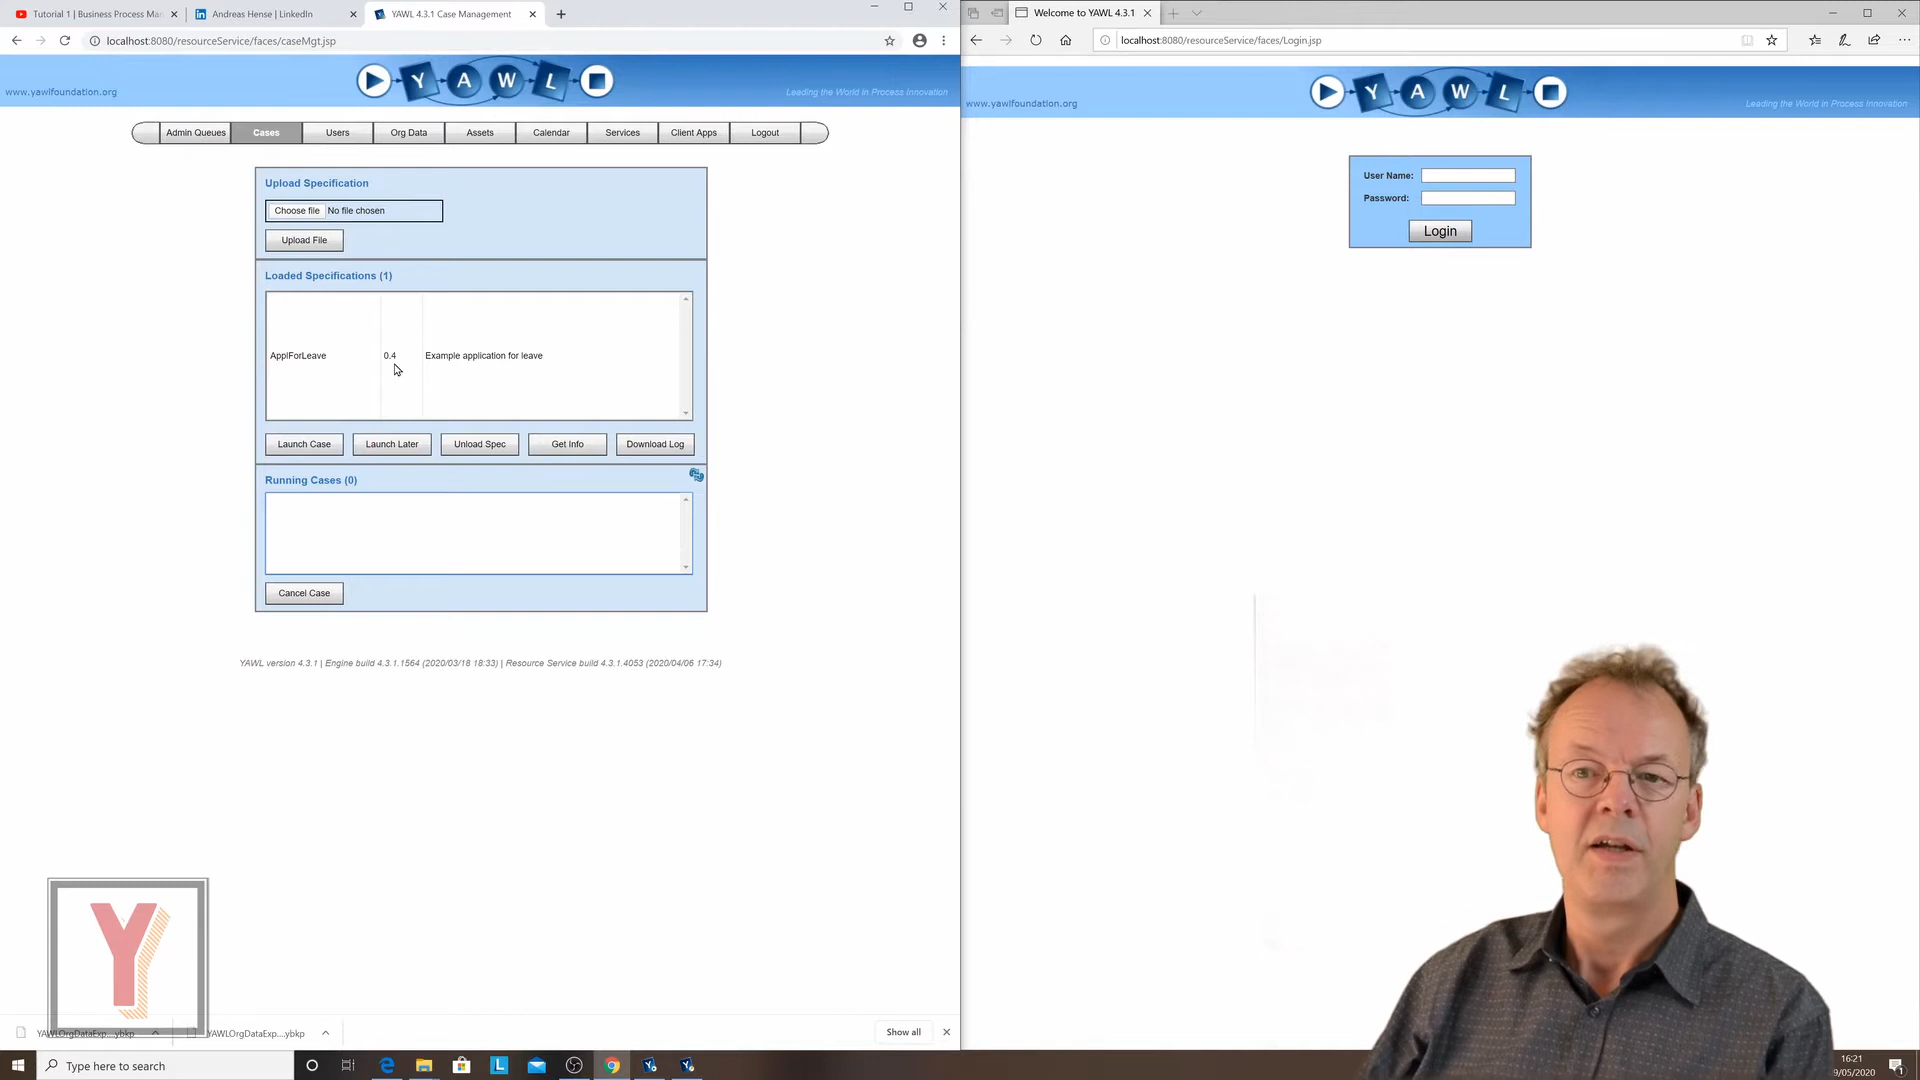 Tutorial 1 | Business Process Man
Andreas Hense | LinkedIn
YAWL 4.3.1 Case Management
Welcome to YAWL 4.3.1
localhost:8080/resourceService/faces/caseMgt.jsp
localhost:8080/resourceService/faces/Login.jsp
YAWL
www.yawlfoundation.org
Leading the World in Process Innovation
YAWL
www.yawlfoundation.org
Leading the World in Process Innovation
Admin Queues Cases Users Org Data Assets Calendar Services Client Apps Logout
Upload Specification
Choose file No file chosen
Upload File
Loaded Specifications (1)
ApplForLeave 0.4 Example application for leave
Launch Case Launch Later Unload Spec Get Info Download Log
Running Cases (0)
Cancel Case
YAWL version 4.3.1 | Engine build 4.3.1.1564 (2020/03/18 18:33) | Resource Service build 4.3.1.4053 (2020/04/06 17:34)
User Name:
Password:
Login
Y
YAWLOrgDataExp....ybkp
YAWLOrgDataExp....ybkp
Show all
Type here to search
16:21
9/05/2020